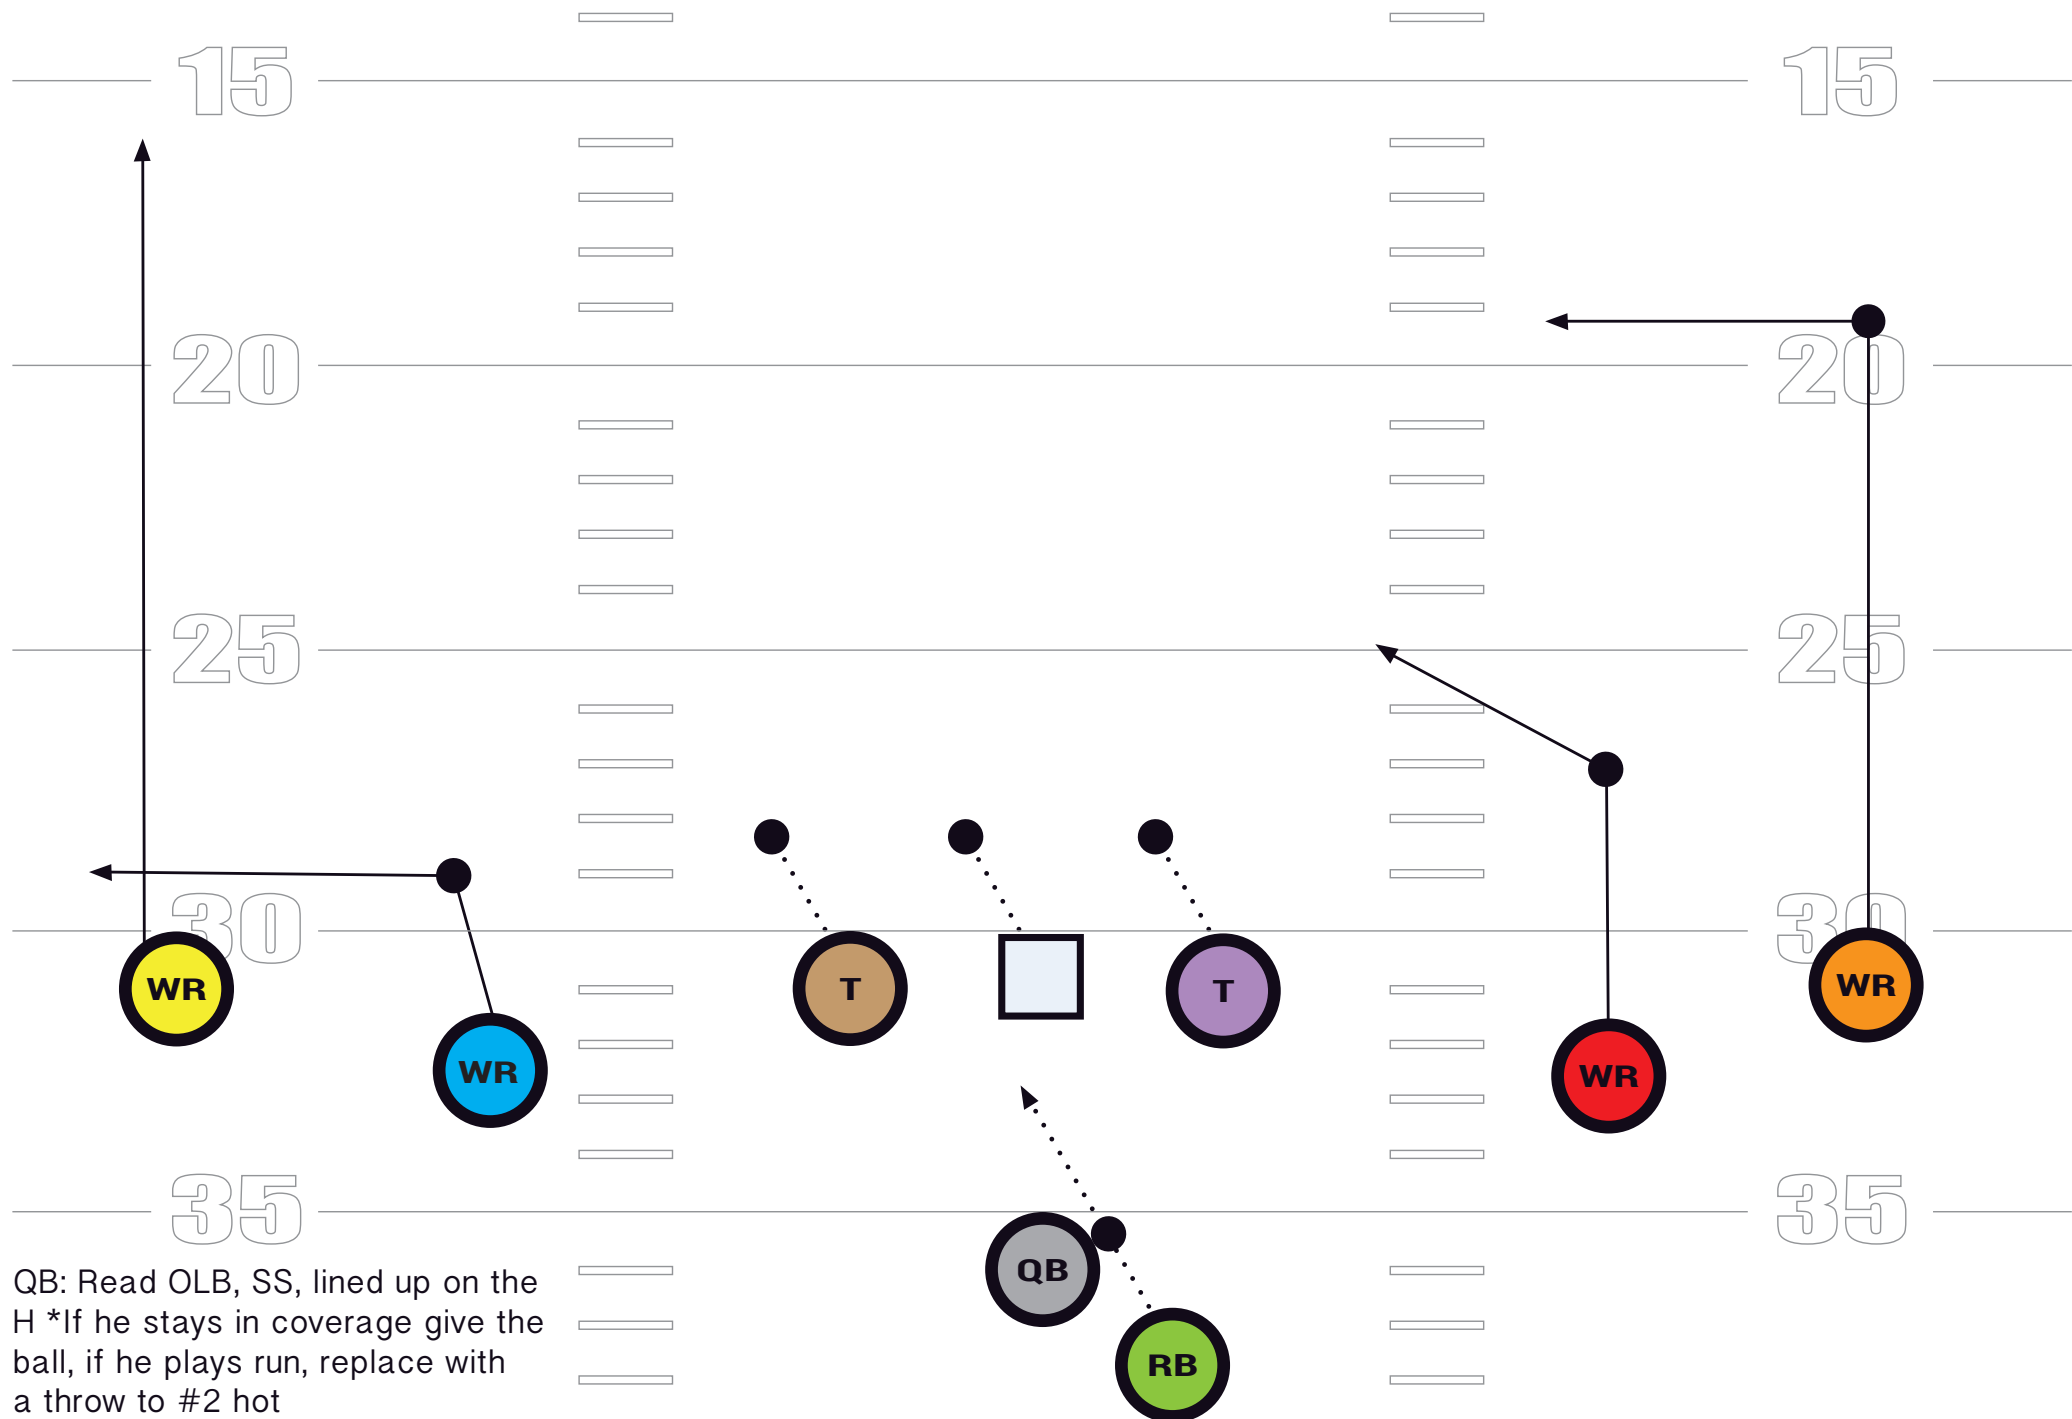 15 15
20 20
25 25
30 30
WR T T WR
WR WR
35 35
QB
RB
QB: Read OLB, SS, lined up on the
H *If he stays in coverage give the
ball, if he plays run, replace with
a throw to #2 hot